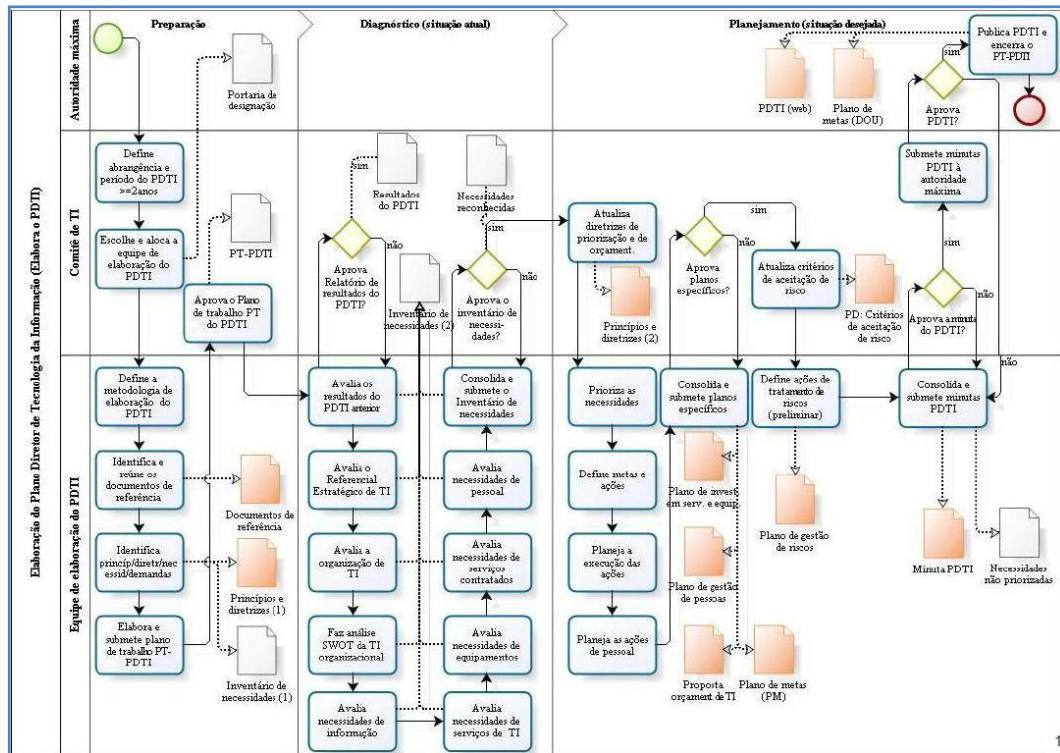 Elaboração do Plano Diretor de Tecnologia da Informação (Elabora o PDTI)
Preparação
Diagnóstico (situação atual)
Planejamento (situação desejada)
Autoridade máxima
Portaria de
designação
PDTI (web)
Plano de
metas (DOU)
sim
Aprova
PDTI?
Publica PDTI e
encerra o
PT-PDTI
não
Comitê de TI
Define
abrangência e
período do PDTI
>=2anos
Escolhe e aloca a
equipe de
elaboração do
PDTI
PT-PDTI
Aprova o Plano
de trabalho PT
do PDTI
sim
Resultados
do PDTI
não
Aprova
Relatório de
resultados do
PDTI?
Necessidades
reconhecidas
Inventário de
necessidades (2)
sim
não
Aprova o
inventário de
necessi-
dades?
Atualiza
diretrizes de
priorização e de
orçament.
Princípios e
diretrizes (2)
sim
Aprova
planos
específicos?
não
Atualiza critérios
de aceitação de
risco
PD: Critérios
de aceitação
de risco
Submete minutas
PDTI à
autoridade
máxima
sim
não
Aprova a minuta
do PDTI?
não
Equipe de elaboração do PDTI
Define a
metodologia de
elaboração do
PDTI
Identifica e
reúne os
documentos de
referência
Documentos de
referência
Identifica
princíp/diretr/nec
essid/demandas
Princípios e
diretrizes (1)
Elabora e
submete plano
de trabalho PT-
PDTI
Inventário de
necessidades (1)
Avalia os
resultados do
PDTI anterior
Avalia o
Referencial
Estratégico de TI
Avalia a
organização de
TI
Faz análise
SWOT da TI
organizacional
Avalia
necessidades de
informação
Consolida e
submete o
Inventário de
necessidades
Avalia
necessidades de
pessoal
Avalia
necessidades de
serviços
contratados
Avalia
necessidades de
equipamentos
Avalia
necessidades de
serviços de TI
Prioriza as
necessidades
Define metas e
ações
Planeja a
execução das
ações
Planeja as ações
de pessoal
Consolida e
submete planos
específicos
Plano de invest.
em serv. e equip.
Plano de gestão
de pessoas
Proposta
orçament de TI
Plano de metas
(PM)
Define ações de
tratamento de
riscos
(preliminar)
Plano de gestão
de riscos
Consolida e
submete minutas
PDTI
Minuta PDTI
Necessidades
não priorizadas
1